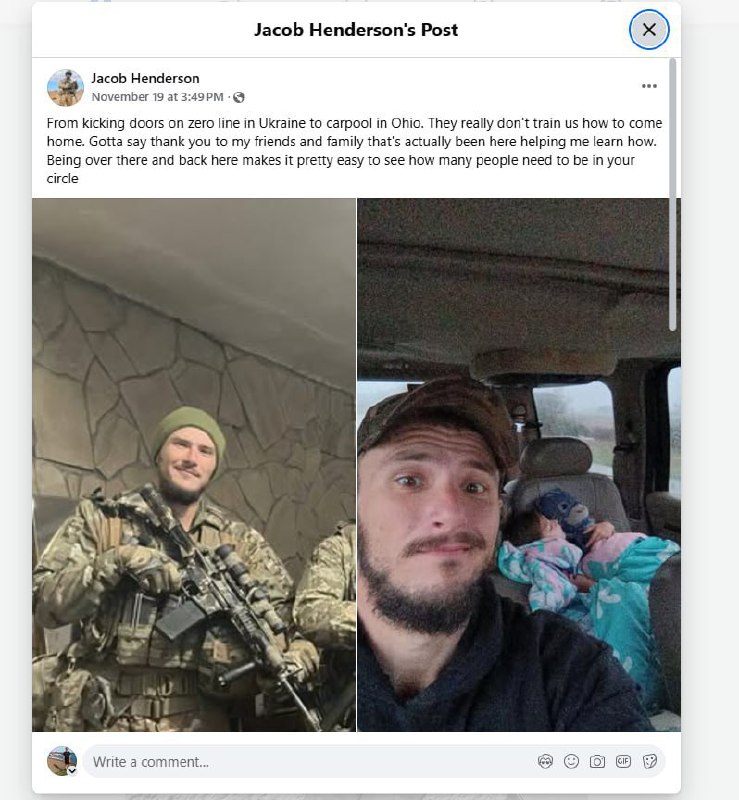 Jacob Henderson's Post
Jacob Henderson
November 19 at 3:49 PM ·
From kicking doors on zero line in Ukraine to carpool in Ohio. They really don't train us how to come
home. Gotta say thank you to my friends and family that's actually been here helping me learn how.
Being over there and back here makes it pretty easy to see how many people need to be in your
circle
Write a comment...
GIF